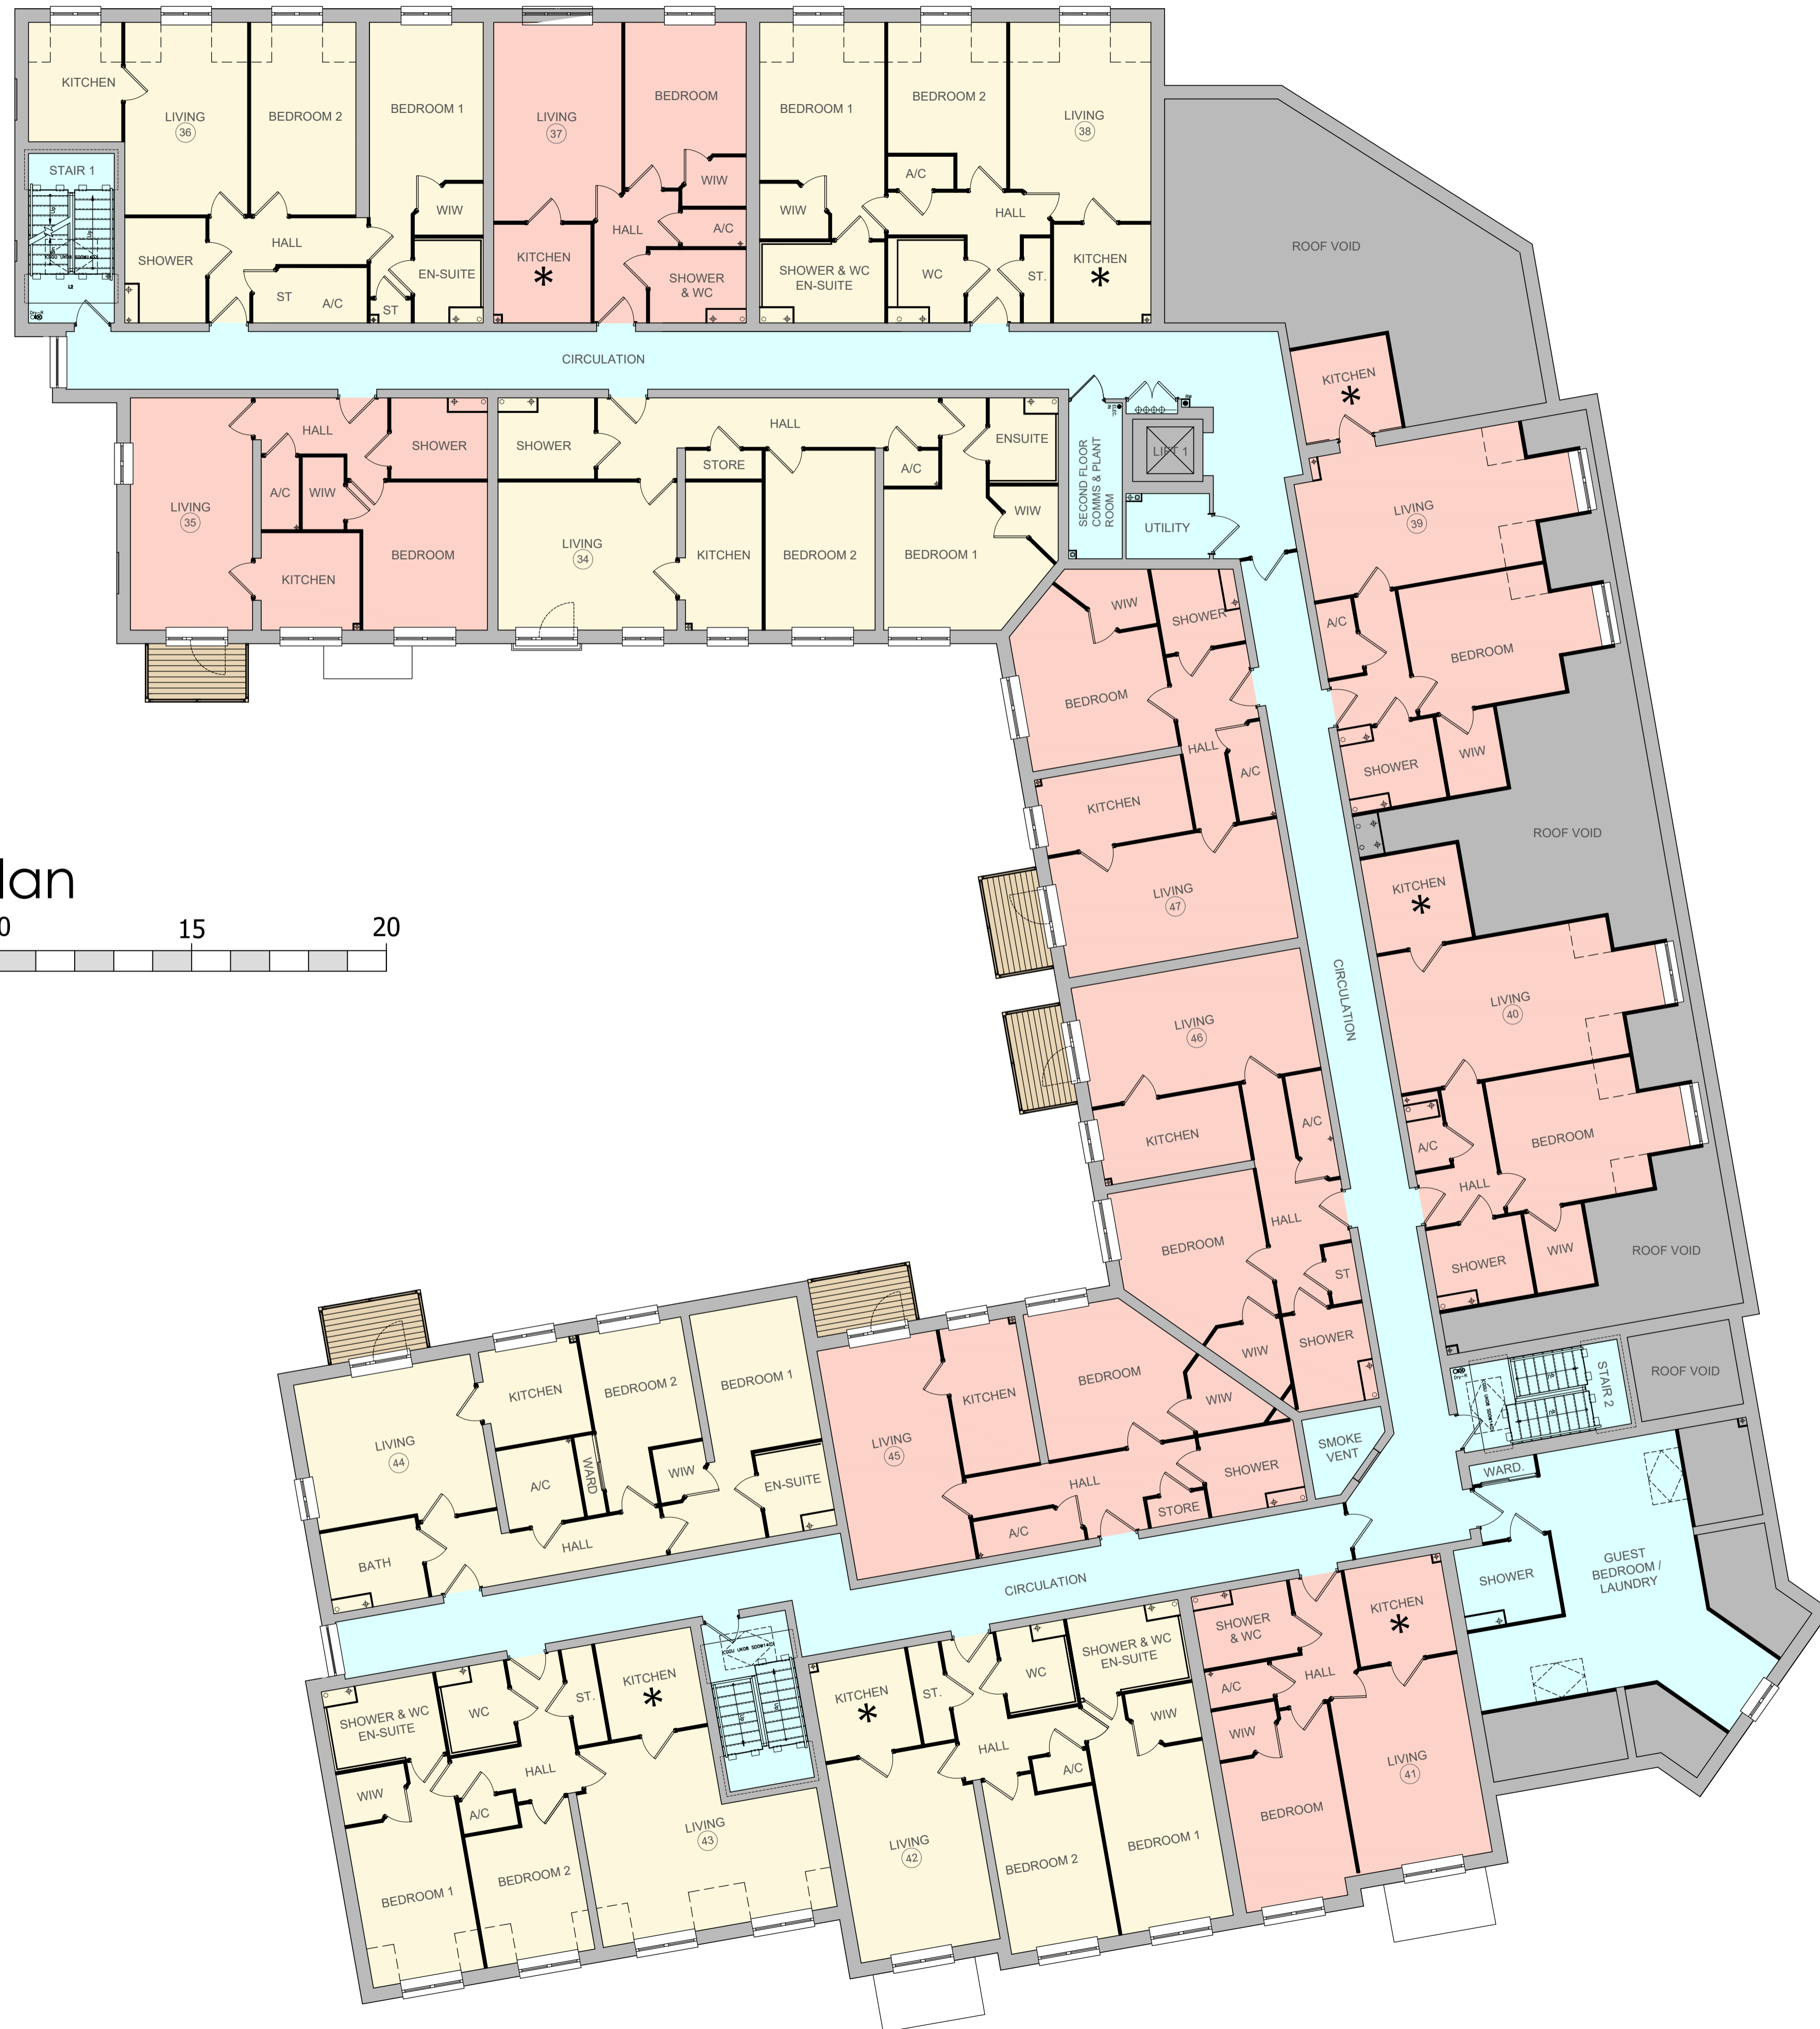 KITCHEN
LIVING
36
BEDROOM 2
BEDROOM 1
LIVING
37
BEDROOM
BEDROOM 1
BEDROOM 2
LIVING
38
STAIR 1
WIW
WIW
A/C
WIW
ROOF VOID
HALL
HALL
A/C
HALL
SHOWER
EN-SUITE
KITCHEN
*
SHOWER
& WC
SHOWER & WC
EN-SUITE
WC
ST.
KITCHEN
*
ST
A/C
ST
L2
Dry-R
CIRCULATION
KITCHEN
*
HALL
SHOWER
SHOWER
HALL
ENSUITE
LIFT 1
STORE
A/C
A/C
WIW
WIW
SECOND FLOOR
COMMS & PLANT
ROOM
UTILITY
LIVING
35
LIVING
34
KITCHEN
BEDROOM 2
BEDROOM 1
BEDROOM
KITCHEN
LIVING
39
WIW
SHOWER
A/C
BEDROOM
BEDROOM
HALL
A/C
SHOWER
WIW
KITCHEN
ROOF VOID
LIVING
47
KITCHEN
*
lan
0
15
20
CIRCULATION
LIVING
46
LIVING
40
KITCHEN
A/C
A/C
BEDROOM
HALL
HALL
BEDROOM
ST
SHOWER
WIW
ROOF VOID
WIW
SHOWER
BEDROOM
WIW
KITCHEN
KITCHEN
BEDROOM 2
BEDROOM 1
STAIR 2
ROOF VOID
Dry-R
LIVING
44
LIVING
45
SMOKE
VENT
A/C
WARD
WIW
EN-SUITE
HALL
SHOWER
STORE
A/C
WARD.
HALL
BATH
CIRCULATION
SHOWER
GUEST
BEDROOM /
LAUNDRY
SHOWER
& WC
KITCHEN
*
SHOWER & WC
EN-SUITE
WC
ST.
KITCHEN
*
KITCHEN
*
ST.
WC
SHOWER & WC
EN-SUITE
HALL
A/C
WIW
WIW
HALL
HALL
WIW
A/C
A/C
LIVING
43
LIVING
42
BEDROOM 2
BEDROOM 1
BEDROOM
LIVING
41
BEDROOM 1
BEDROOM 2